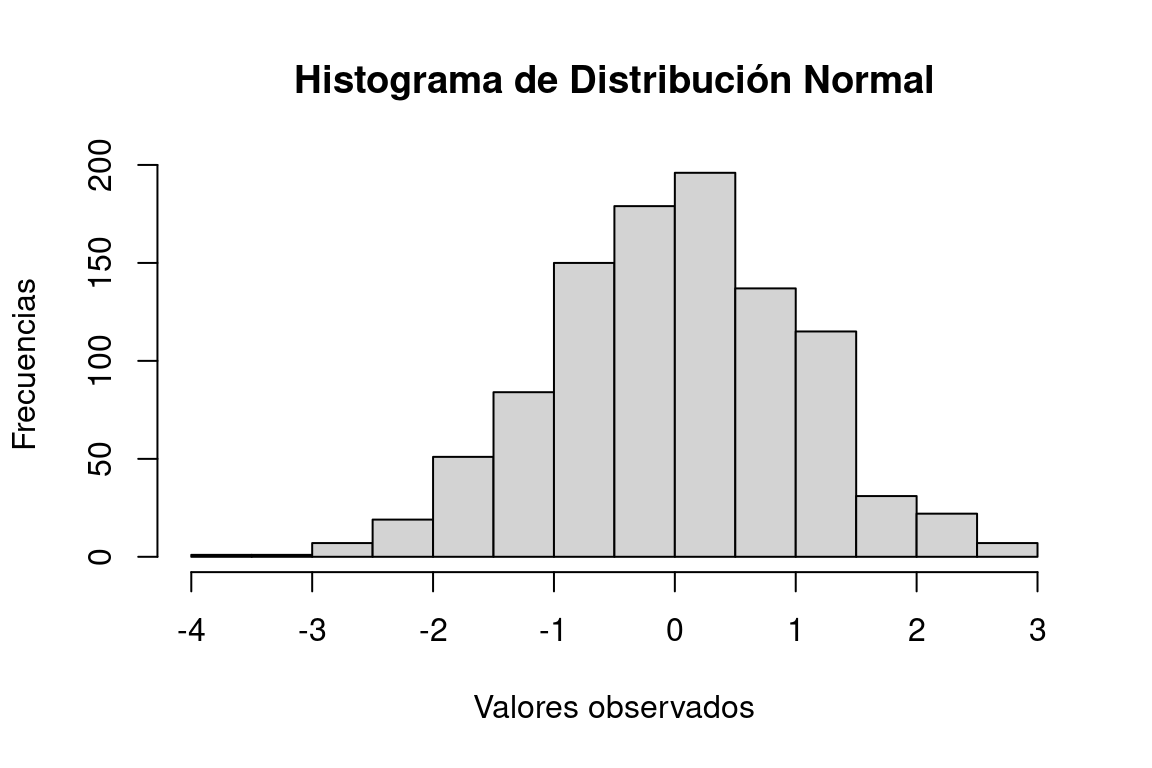 Histograma de Distribución Normal
200
150
100
50
0
Frecuencias
-4 -3 -2 -1 0 1 2 3
Valores observados